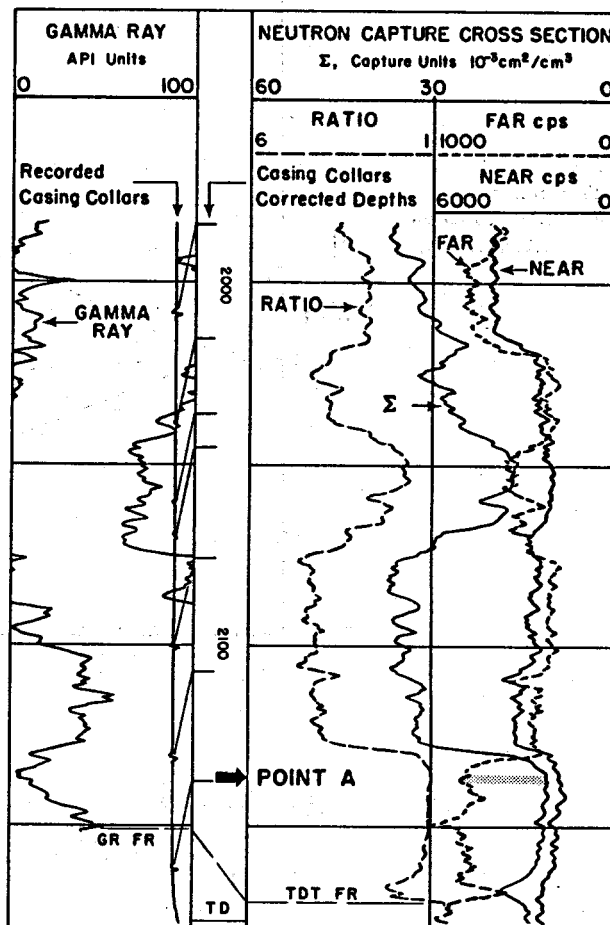 GAMMA RAY
API Units
0 100
NEUTRON CAPTURE CROSS SECTION
Σ, Capture Units 10⁻³cm²/cm³
60 30 0
RATIO
6 1
FAR cps
1000 0
NEAR cps
6000 0
Recorded
Casing Collars
Casing Collars
Corrected Depths
FAR
NEAR
2000
GAMMA
RAY
RATIO
Σ
2100
POINT A
GR FR
TDT FR
TD